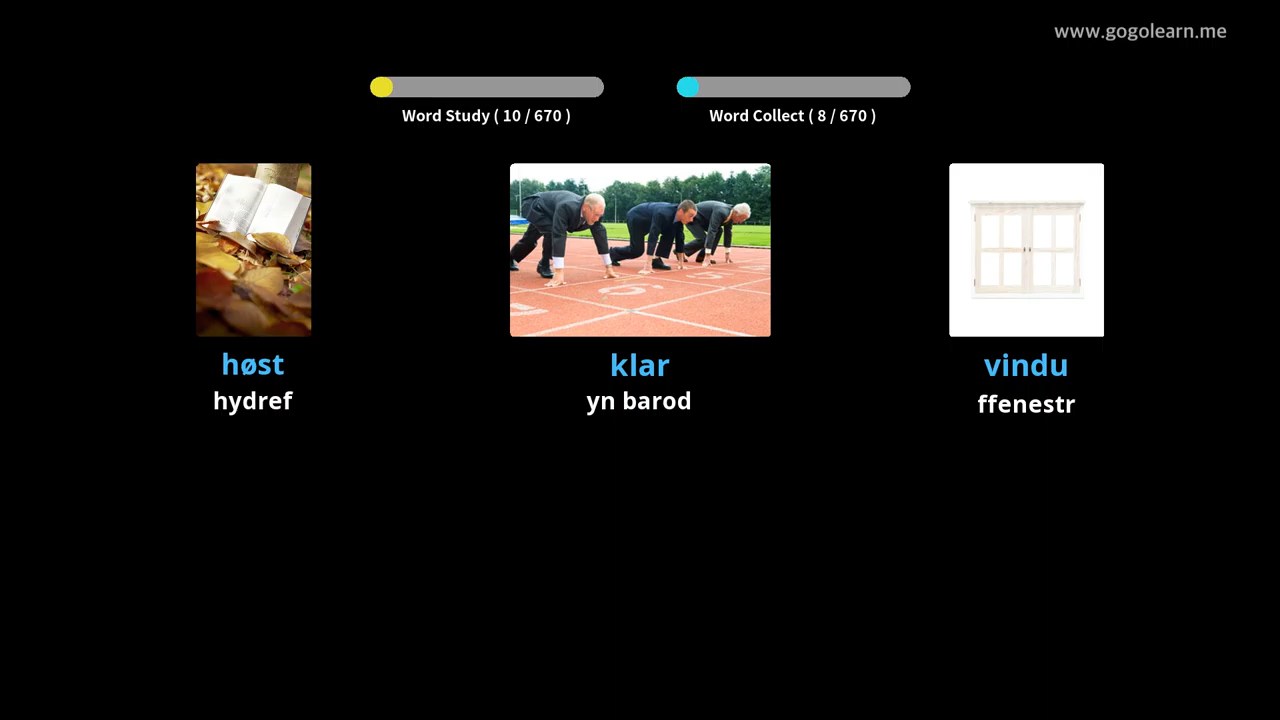 www.gogolearn.me
Word Study ( 10 / 670 )
Word Collect ( 8 / 670 )
høst
klar
vindu
hydref
yn barod
ffenestr